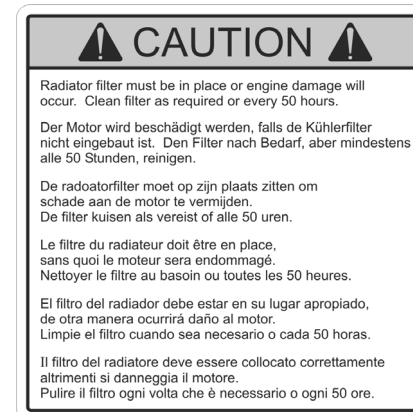 CAUTION
Radiator filter must be in place or engine damage will
occur. Clean filter as required or every 50 hours.
Der Motor wird beschädigt werden, falls de Kühlerfilter
nicht eingebaut ist. Den Filter nach Bedarf, aber mindestens
alle 50 Stunden, reinigen.
De radoatorfilter moet op zijn plaats zitten om
schade aan de motor te vermijden.
De filter kuisen als vereist of alle 50 uren.
Le filtre du radiateur doit être en place,
sans quoi le moteur sera endommagé.
Nettoyer le filtre au basoin ou toutes les 50 heures.
El filtro del radiador debe estar en su lugar apropiado,
de otra manera ocurrirá daño al motor.
Limpie el filtro cuando sea necesario o cada 50 horas.
Il filtro del radiatore deve essere collocato correttamente
altrimenti si danneggia il motore.
Pulire il filtro ogni volta che è necessario o ogni 50 ore.